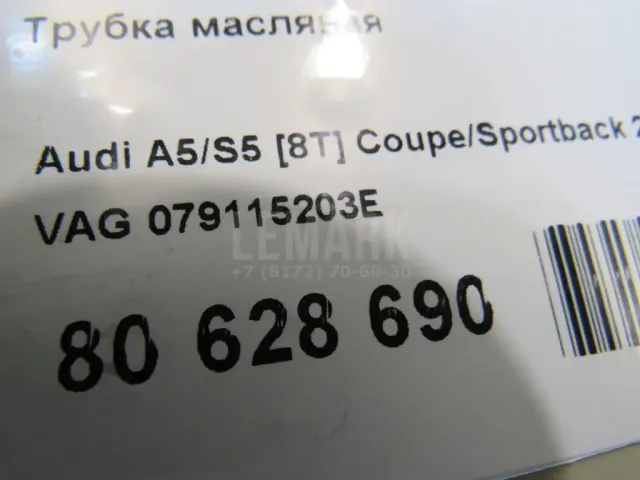 Трубка масляная
Audi A5/S5 [8T] Coupe/Sportback 2
VAG 079115203E
LEMARK
+7 (8172) 70-60-30
80 628 690